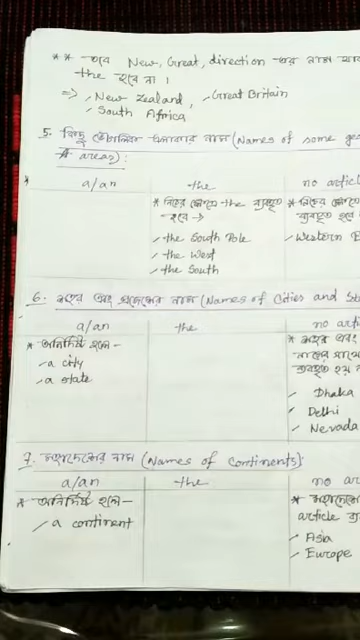 ** তবে New, Great, direction এর নাম
the হবে না ।
=> ✓New Zealand, ✓Great Britain
✓South Africa
5. কিছু ভৌগোলিক এলাকার নাম (Names of some geo
areas):
* a/an the no article
* নিচের ক্ষেত্রে the ব্যবহৃত * নিচের ক্ষেত্রে
হবে → ব্যবহৃত হবে
✓the South Pole ✓Western
✓the West
✓the South
6. শহর এবং প্রদেশের নাম (Names of Cities and St
a/an the no arti
* অনির্দিষ্ট হলে- * শহর এবং
✓a city নামের
✓a state ব্যবহৃত হয় ন
✓Dhaka
✓Delhi
✓Nevada
7. মহাদেশের নাম (Names of Continents):
a/an the no ar
* অনির্দিষ্ট হলে- * মহাদেশে
✓a continent article ব্য
✓Asia
✓Europe